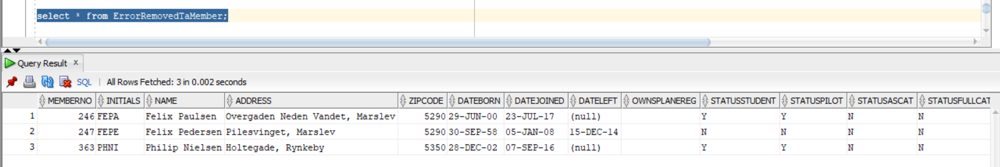 select * from ErrorRemovedTaMember;
Query Result x
SQL | All Rows Fetched: 3 in 0.002 seconds
MEMBERNO INITIALS NAME ADDRESS ZIPCODE DATEBORN DATEJOINED DATELEFT OWNSPLANEREG STATUSSTUDENT STATUSPILOT STATUSASCAT STATUSFULLCAT
1 246 FEPA Felix Paulsen Overgaden Neden Vandet, Marslev 5290 29-JUN-00 23-JUL-17 (null) Y Y N N
2 247 FEPE Felix Pedersen Pilesvinget, Marslev 5290 30-SEP-58 05-JAN-08 15-DEC-14 N N N N
3 363 PHNI Philip Nielsen Holtegade, Rynkeby 5350 28-DEC-02 07-SEP-16 (null) Y Y N N